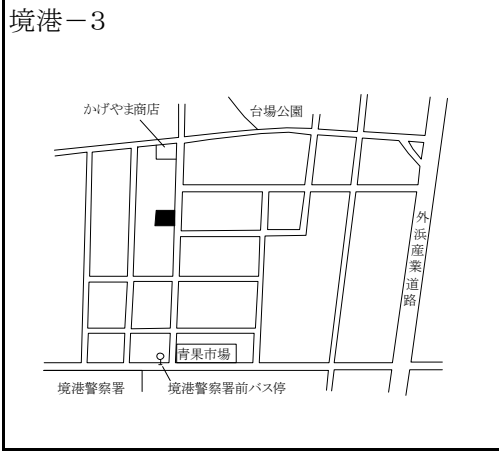 境港－3
かげやま商店
台場公園
外浜産業道路
青果市場
境港警察署
境港警察署前バス停